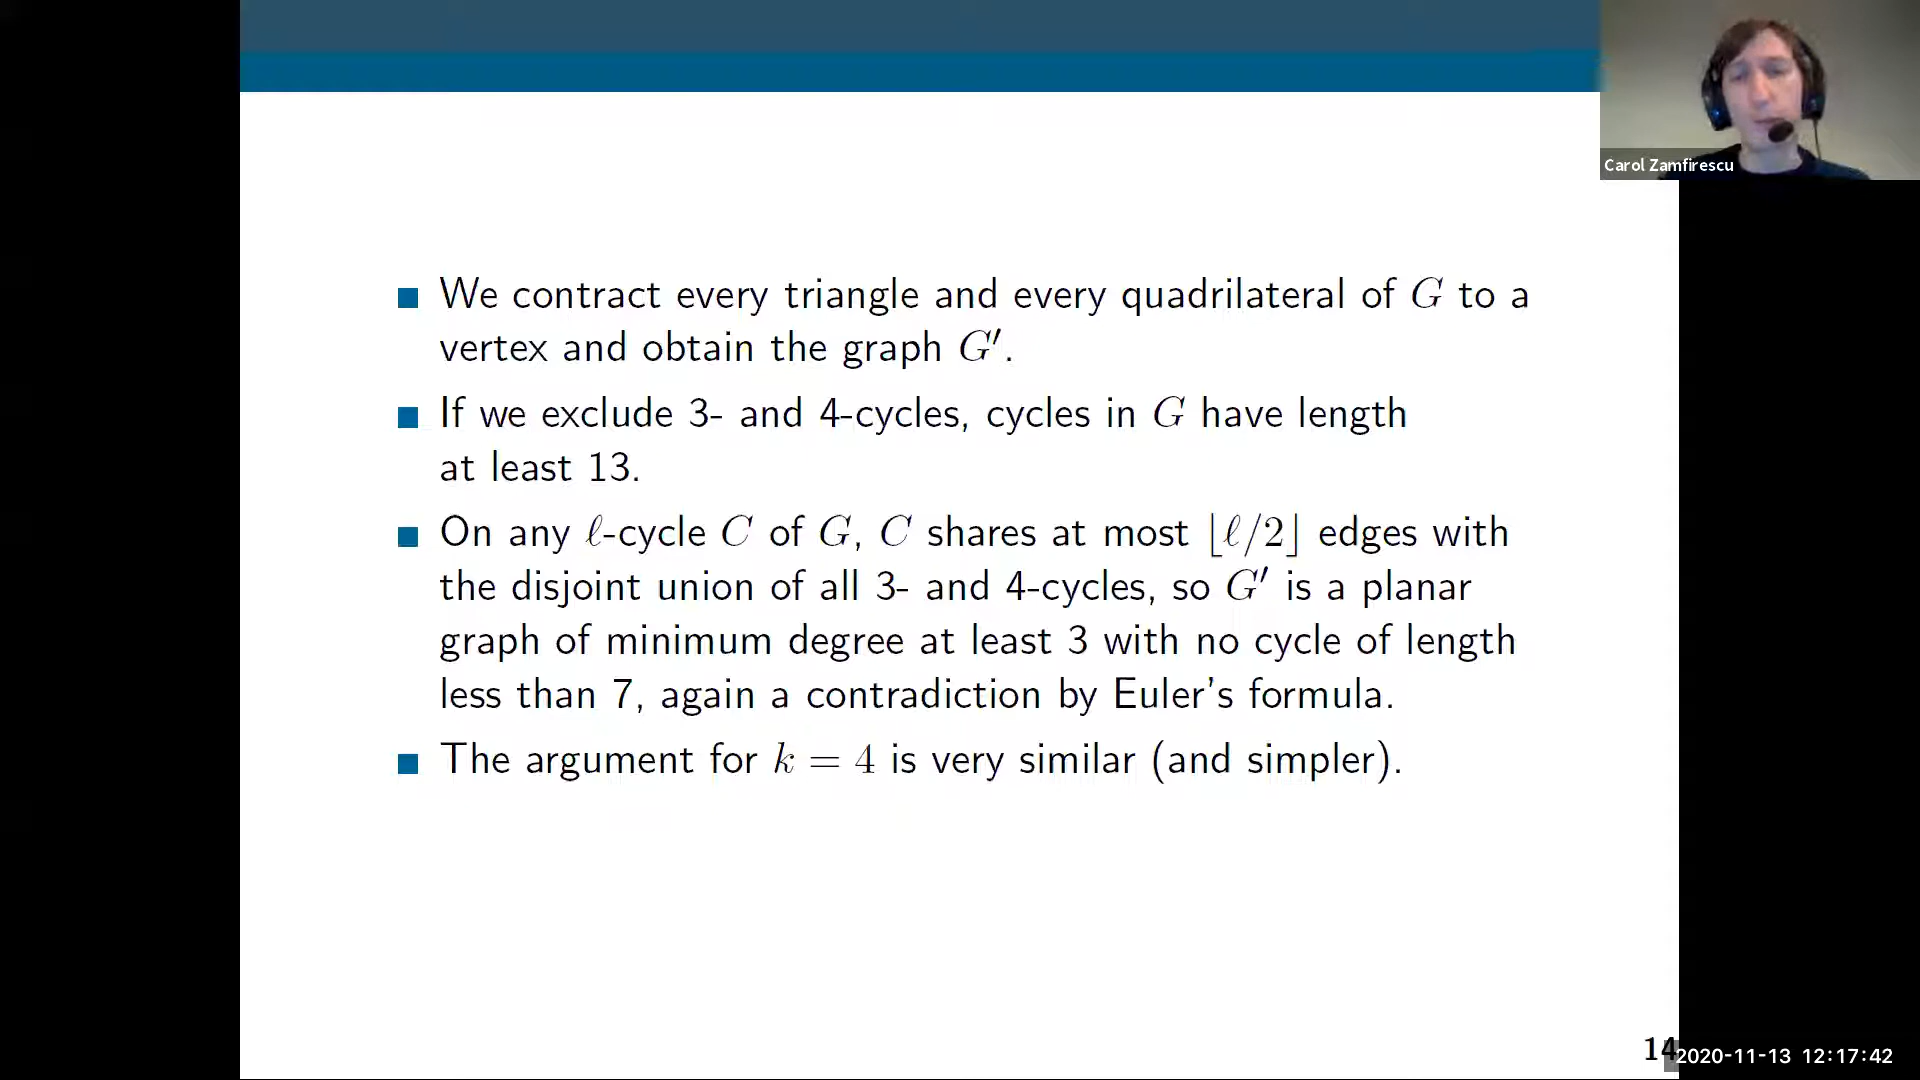 Carol Zamfirescu
We contract every triangle and every quadrilateral of G to a
vertex and obtain the graph G′.
If we exclude 3- and 4-cycles, cycles in G have length
at least 13.
On any ℓ-cycle C of G, C shares at most ⌊ℓ/2⌋ edges with
the disjoint union of all 3- and 4-cycles, so G′ is a planar
graph of minimum degree at least 3 with no cycle of length
less than 7, again a contradiction by Euler's formula.
The argument for k = 4 is very similar (and simpler).
14
2020-11-13 12:17:42